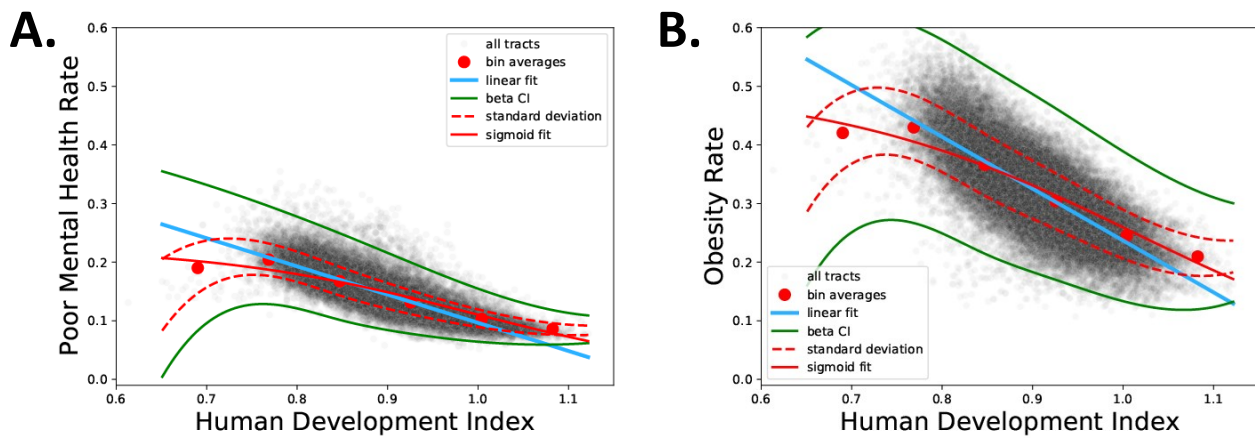 A.
Poor Mental Health Rate
0.6
0.5
0.4
0.3
0.2
0.1
0.0
all tracts
bin averages
linear fit
beta CI
standard deviation
sigmoid fit
0.6 0.7 0.8 0.9 1.0 1.1
Human Development Index
B.
Obesity Rate
0.6
0.5
0.4
0.3
0.2
0.1
0.0
all tracts
bin averages
linear fit
beta CI
standard deviation
sigmoid fit
0.6 0.7 0.8 0.9 1.0 1.1
Human Development Index